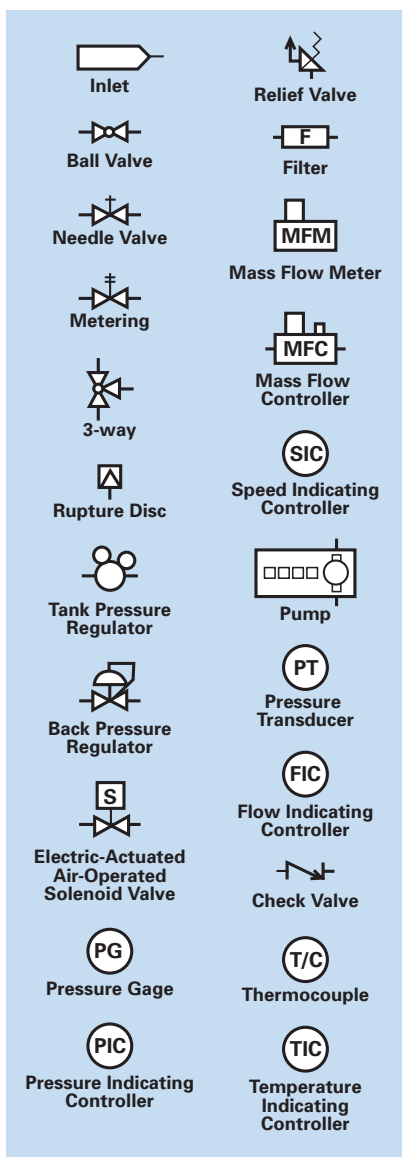 Inlet
Ball Valve
Needle Valve
Metering
3-way
Rupture Disc
Tank Pressure
Regulator
Back Pressure
Regulator
S
Electric-Actuated
Air-Operated
Solenoid Valve
PG
Pressure Gage
PIC
Pressure Indicating
Controller
Relief Valve
F
Filter
MFM
Mass Flow Meter
MFC
Mass Flow
Controller
SIC
Speed Indicating
Controller
Pump
PT
Pressure
Transducer
FIC
Flow Indicating
Controller
Check Valve
T/C
Thermocouple
TIC
Temperature
Indicating
Controller